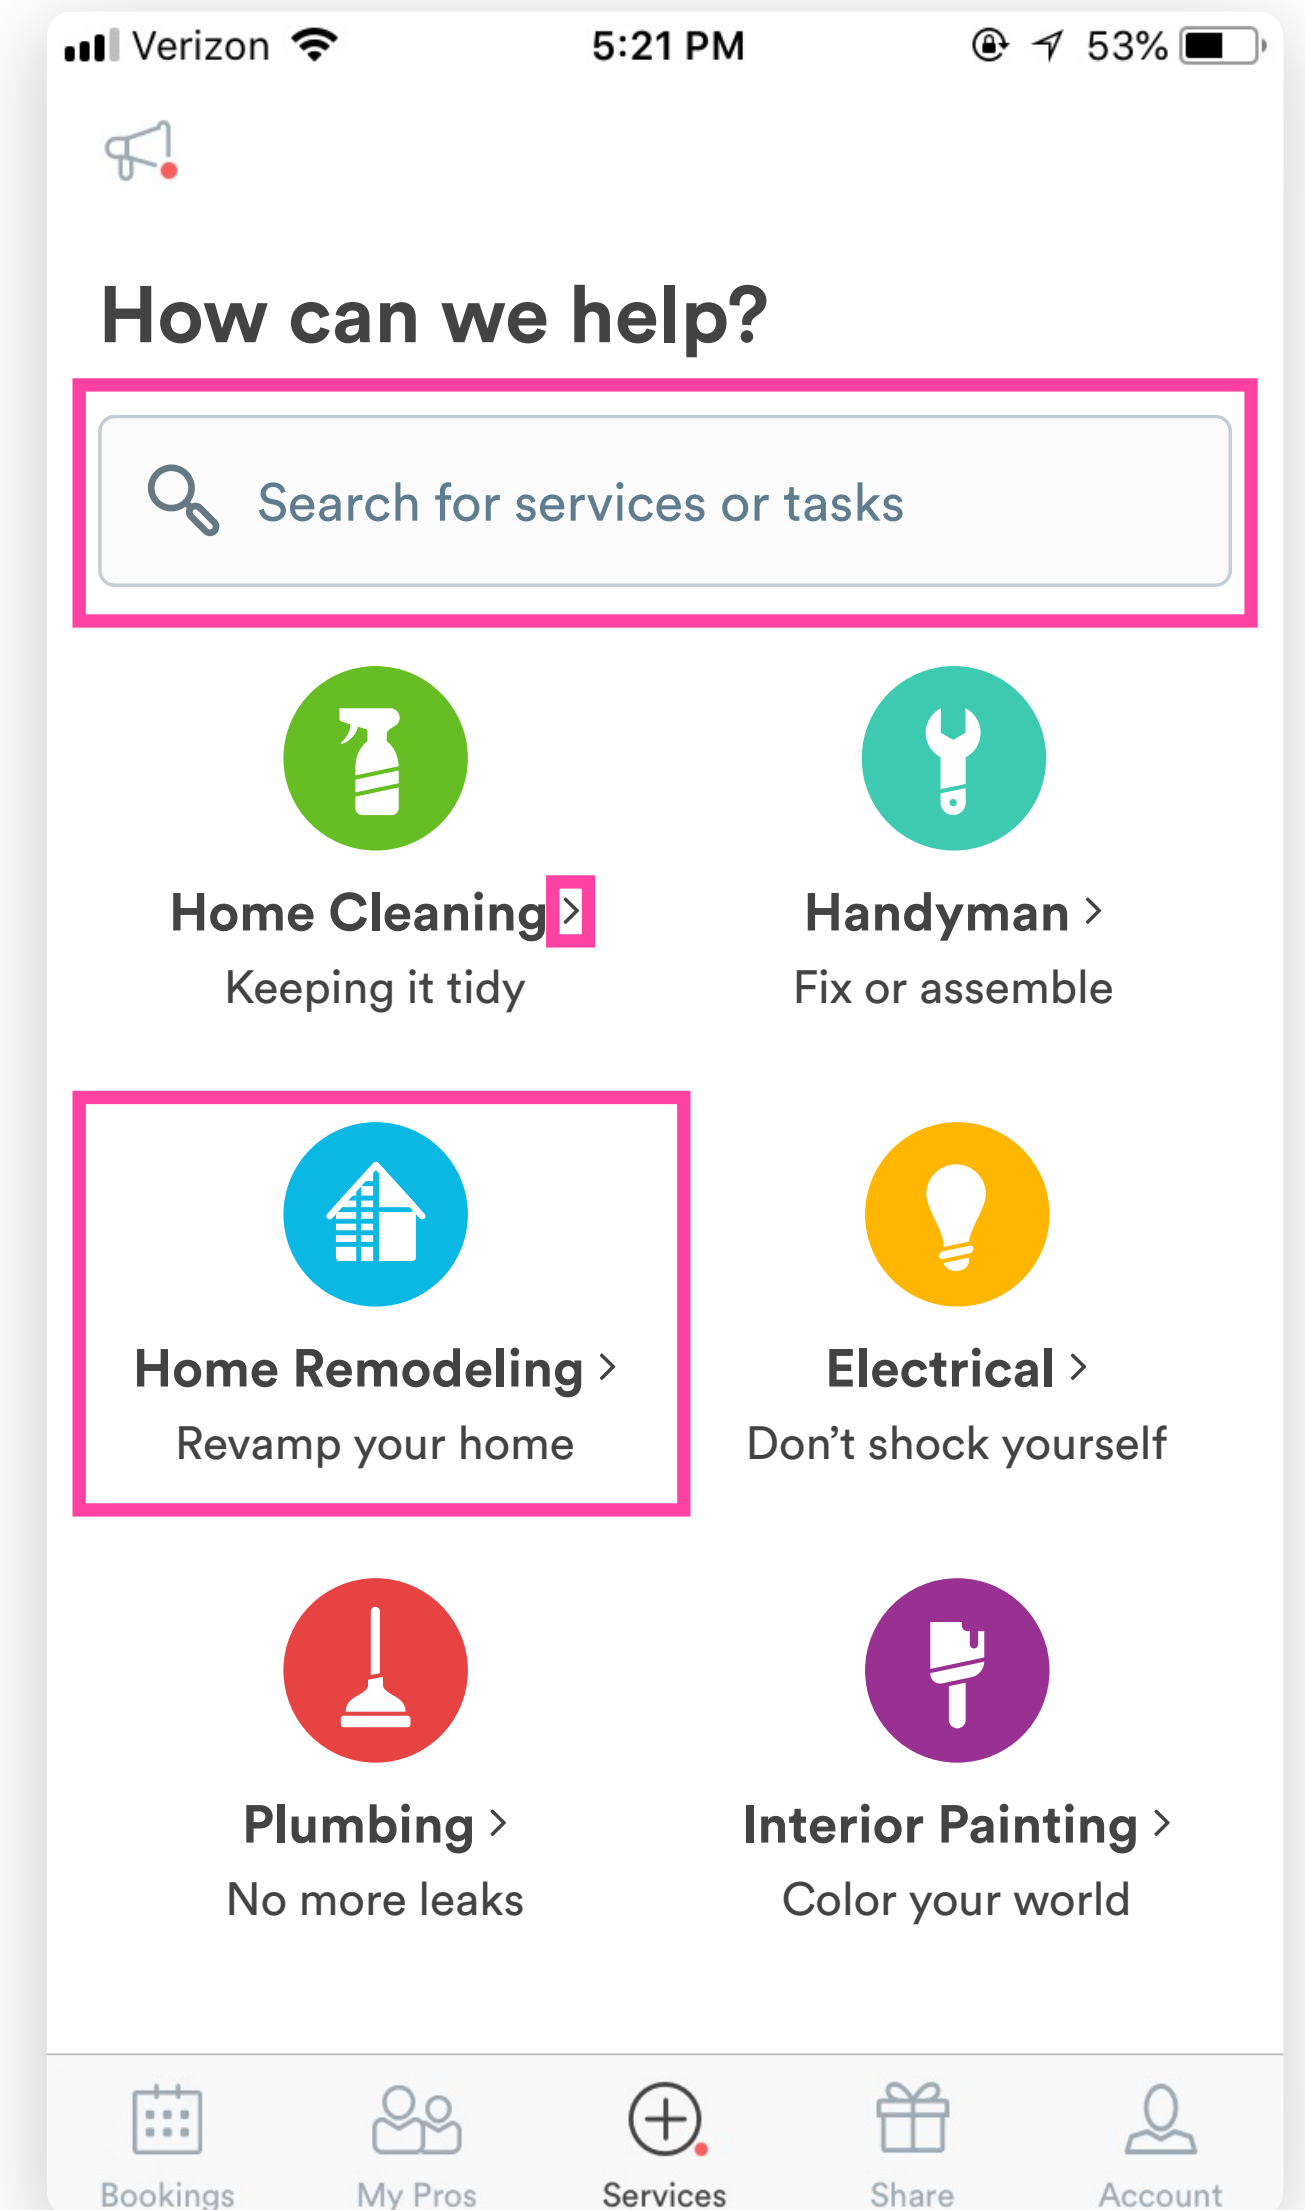 Verizon 5:21 PM 53%
How can we help?
Search for services or tasks
Home Cleaning >
Keeping it tidy
Handyman >
Fix or assemble
Home Remodeling >
Revamp your home
Electrical >
Don't shock yourself
Plumbing >
No more leaks
Interior Painting >
Color your world
Bookings
My Pros
Services
Share
Account